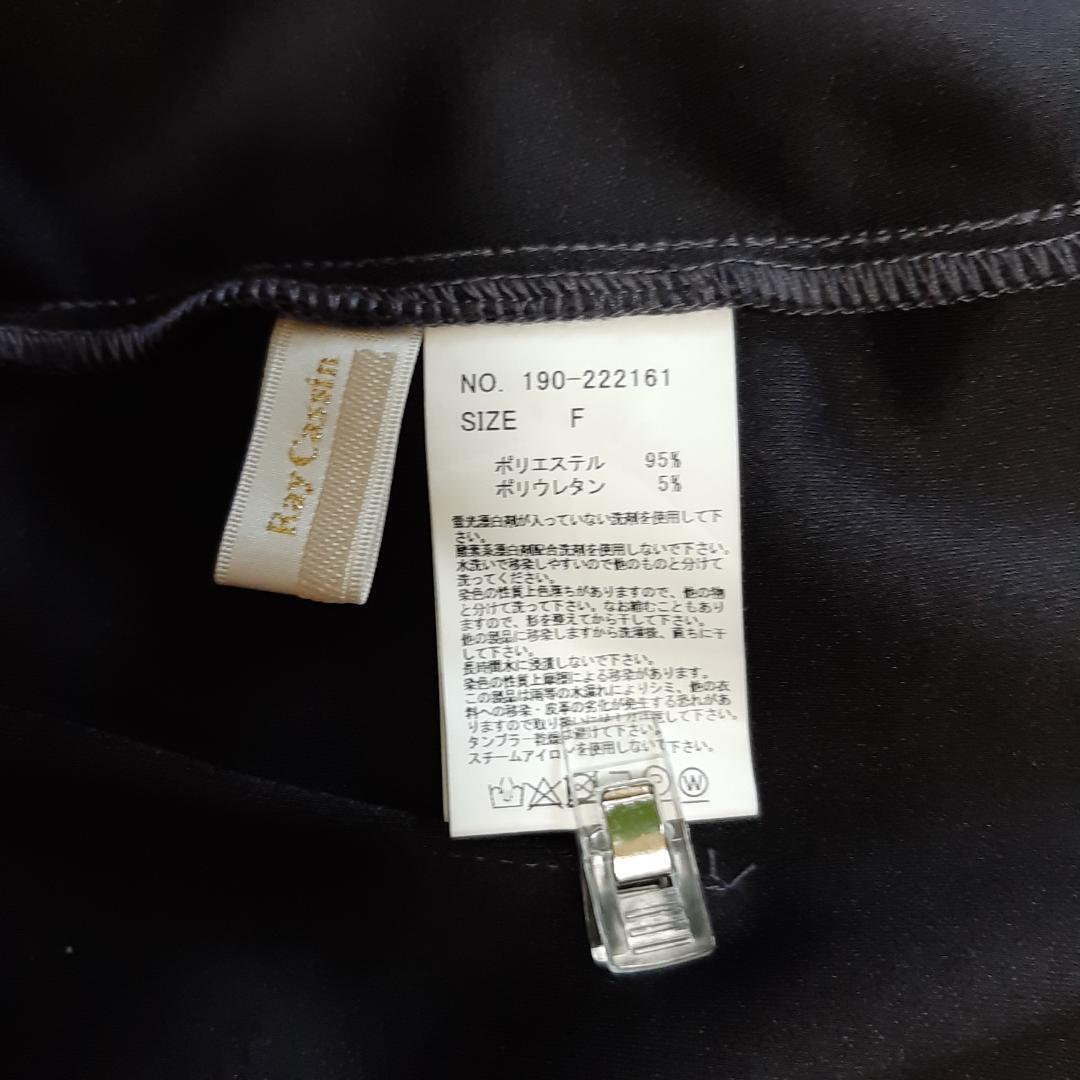 Ray Cassin
NO. 190-222161
SIZE F
ポリエステル 95%
ポリウレタン 5%
蛍光漂白剤が入っていない洗剤を使用して下
さい。
酸素系漂白剤配合洗剤を使用しないで下さい。
水洗いで移染しやすいので他のものと分けて
洗ってください。
染色の性質上色落ちがありますので、他の物
と分けて洗って下さい。なお縮むこともあり
ますので、形を整えてから干して下さい。
他の製品に移染しますから洗濯後、直ちに干
して下さい。
長時間水に浸漬しないで下さい。
染色の性質上摩擦による移染があります。
この製品は雨等の水濡れによりシミ、他の衣
料への移染・皮革の劣化が発生する恐れがあ
りますので取り扱いには十分注意して下さい。
タンブラー乾燥は避けて下さい。
スチームアイロンを使用しないで下さい。
W